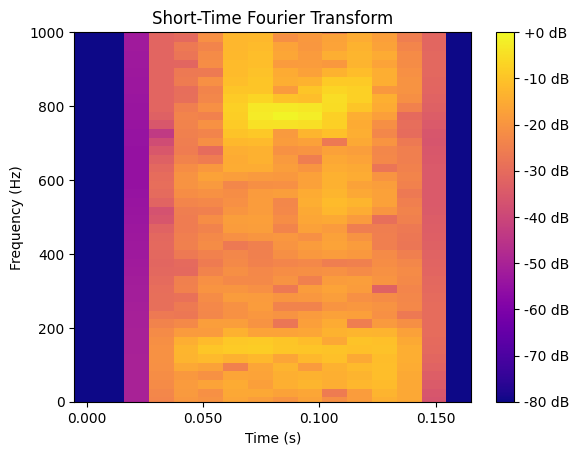 Short-Time Fourier Transform
1000
800
600
400
200
0
Frequency (Hz)
0.000
0.050
0.100
0.150
Time (s)
+0 dB
-10 dB
-20 dB
-30 dB
-40 dB
-50 dB
-60 dB
-70 dB
-80 dB